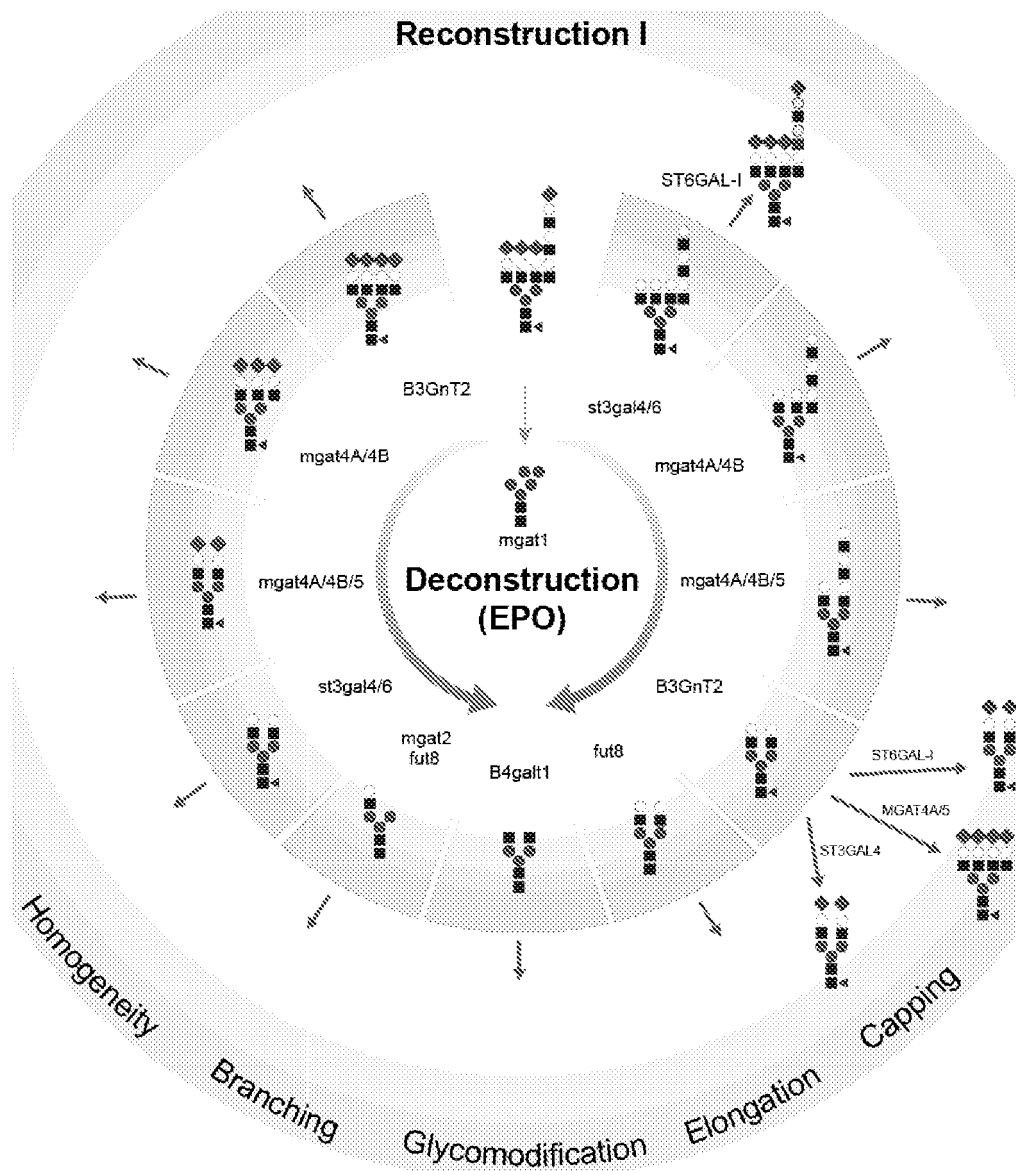 Reconstruction I
ST6GAL-I
B3GnT2
st3gal4/6
mgat4A/4B
mgat4A/4B
mgat1
mgat4A/4B/5
Deconstruction
(EPO)
mgat4A/4B/5
st3gal4/6
B3GnT2
mgat2
fut8
B4galt1
fut8
ST6GAL-I
MGAT4A/5
ST3GAL4
Homogeneity
Branching
Glycomodification
Elongation
Capping